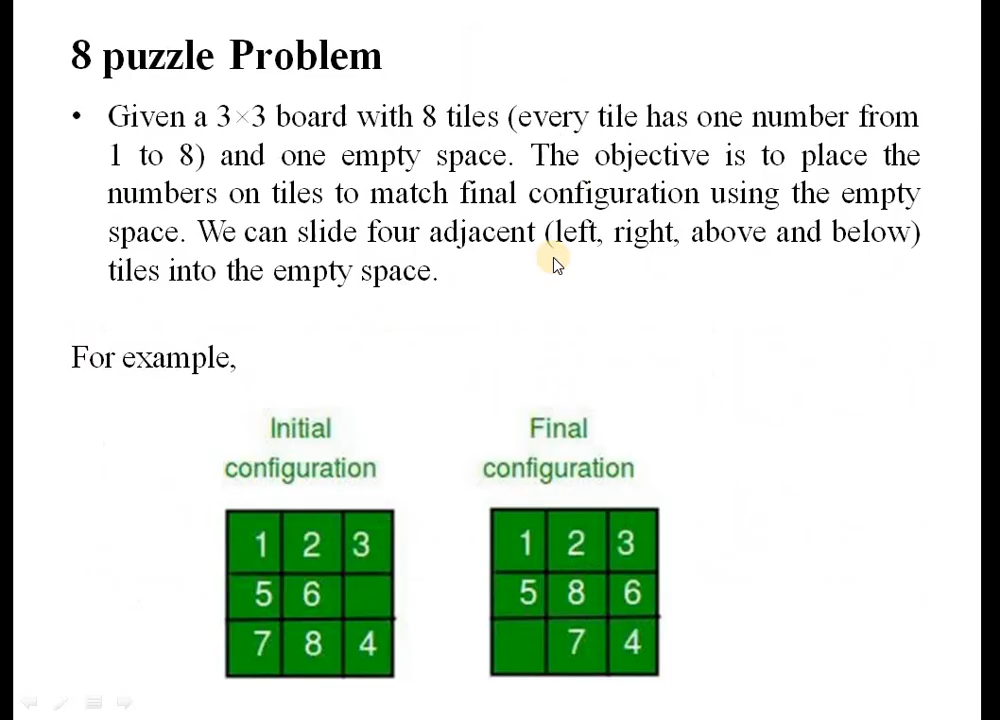 8 puzzle Problem
• Given a 3×3 board with 8 tiles (every tile has one number from
1 to 8) and one empty space. The objective is to place the
numbers on tiles to match final configuration using the empty
space. We can slide four adjacent (left, right, above and below)
tiles into the empty space.
For example,
Initial
configuration
1 2 3
5 6
7 8 4
Final
configuration
1 2 3
5 8 6
7 4